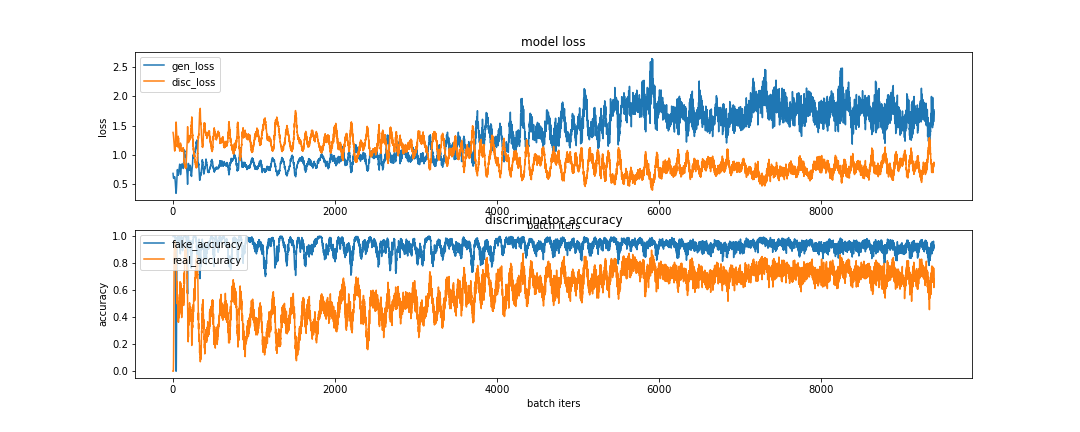 model loss
gen_loss
disc_loss
loss
2.5
2.0
1.5
1.0
0.5
0
2000
4000
6000
8000
batch iters
discriminator accuracy
fake_accuracy
real_accuracy
accuracy
1.0
0.8
0.6
0.4
0.2
0.0
0
2000
4000
6000
8000
batch iters